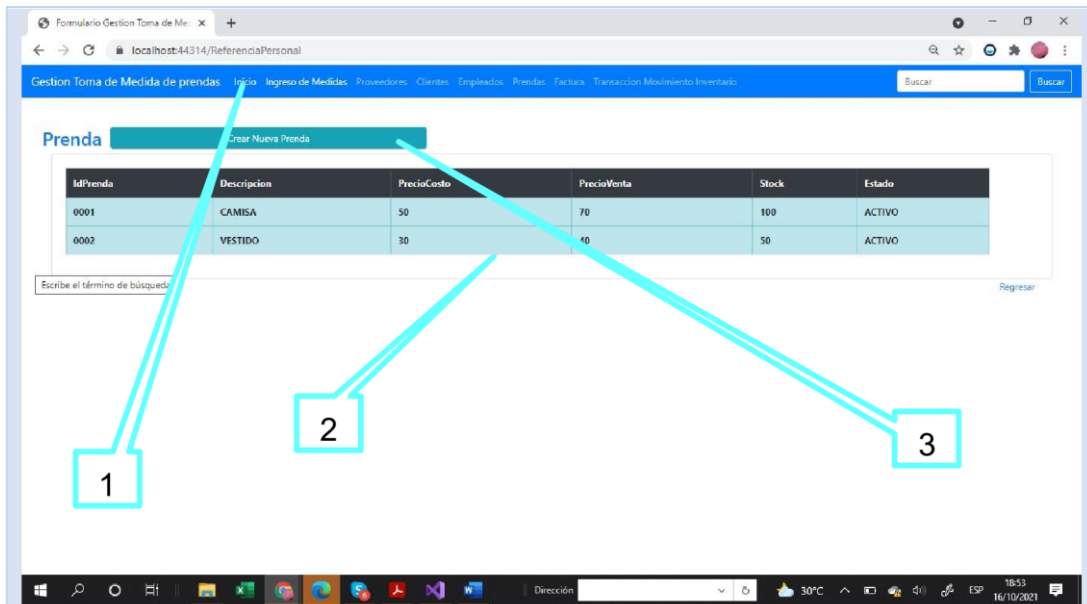 Formulario Gestion Toma de Me
localhost:44314/ReferenciaPersonal
Gestion Toma de Medida de prendas Inicio Ingreso de Medidas Proveedores Clientes Empleados Prendas Factura Transaccion Movimiento Inventario Buscar Buscar
Prenda Crear Nueva Prenda
IdPrenda Descripcion PrecioCosto PrecioVenta Stock Estado
0001 CAMISA 50 70 100 ACTIVO
0002 VESTIDO 30 40 50 ACTIVO
Escribe el término de búsqueda
Regresar
2
3
1
Dirección 30°C ESP 18:53
16/10/2021